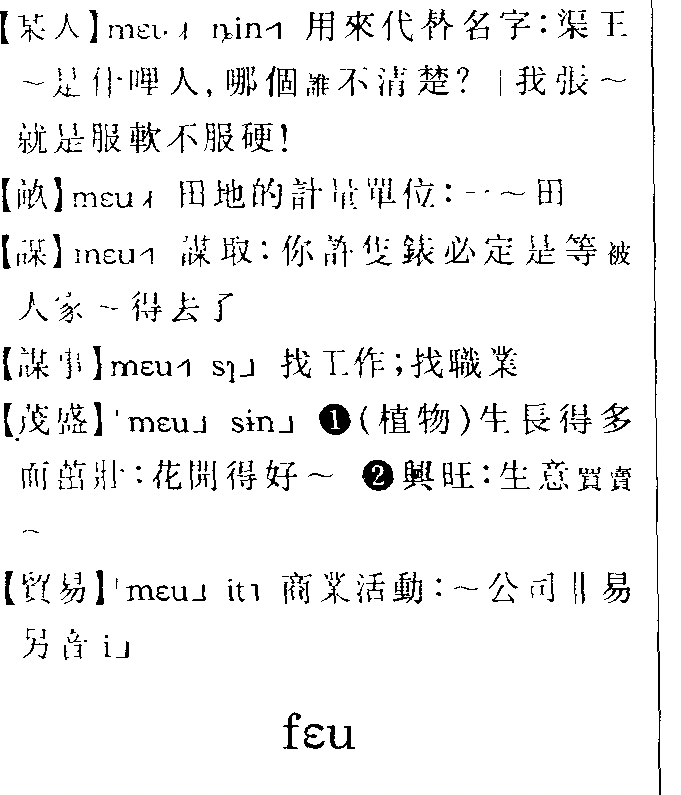 【某人】mɛu˧ ȵin˧ 用來代替名字：渠王
～是什哩人，哪個誰不清楚？｜我張～
就是服軟不服硬！
【畝】mɛu˧ 田地的計量單位：一～田
【謀】mɛu˧ 謀取：你許隻錶必定是等被
人家～得去了
【謀事】mɛu˧ sɿ˩ 找工作；找職業
【茂盛】ˈmɛu˩ sin˩ ❶(植物)生長得多
而茁壯：花開得好～ ❷興旺：生意買賣
～
【貿易】ˈmɛu˩ it˥ 商業活動：～公司‖易
另音 i˩
fɛu